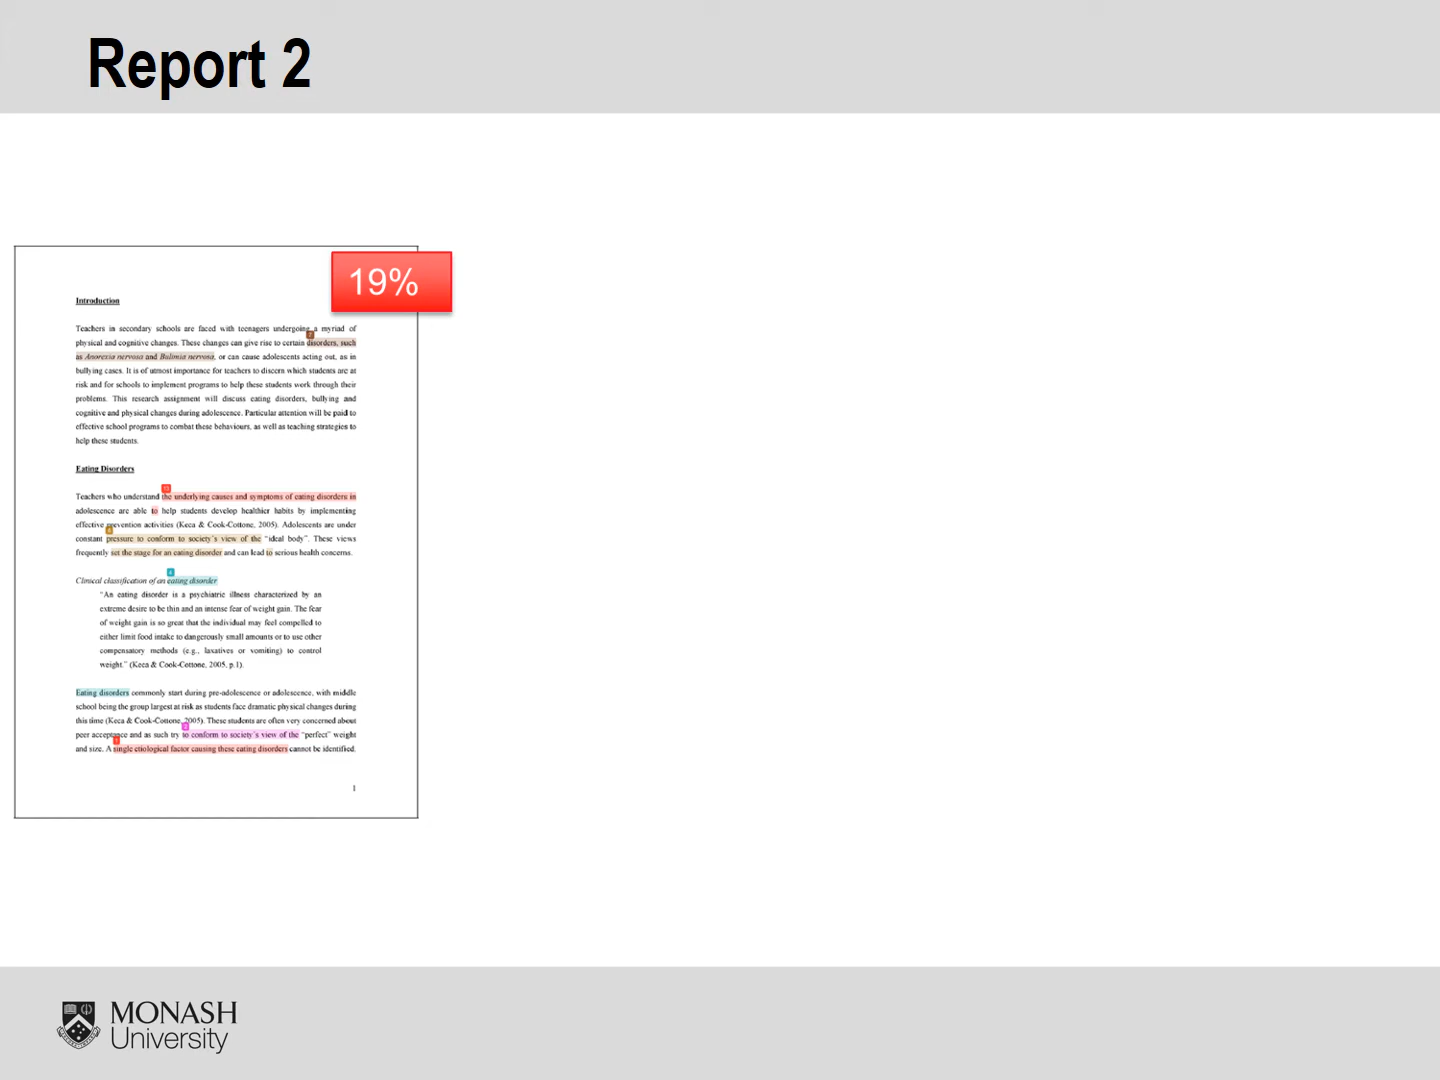 Report 2
19%
Introduction
Teachers in secondary schools are faced with teenagers undergoing a myriad of
physical and cognitive changes. These changes can give rise to certain disorders, such
as Anorexia nervosa and Bulimia nervosa, or can cause adolescents acting out, as in
bullying cases. It is of utmost importance for teachers to discern which students are at
risk and for schools to implement programs to help these students work through their
problems. This research assignment will discuss eating disorders, bullying and
cognitive and physical changes during adolescence. Particular attention will be paid to
effective school programs to combat these behaviours, as well as teaching strategies to
help these students.
Eating Disorders
Teachers who understand the underlying causes and symptoms of eating disorders in
adolescence are able to help students develop healthier habits by implementing
effective prevention activities (Keca & Cook-Cottone, 2005). Adolescents are under
constant pressure to conform to society's view of the "ideal body". These views
frequently set the stage for an eating disorder and can lead to serious health concerns.
Clinical classification of an eating disorder
"An eating disorder is a psychiatric illness characterized by an
extreme desire to be thin and an intense fear of weight gain. The fear
of weight gain is so great that the individual may feel compelled to
either limit food intake to dangerously small amounts or to use other
compensatory methods (e.g., laxatives or vomiting) to control
weight." (Keca & Cook-Cottone, 2005, p.1).
Eating disorders commonly start during pre-adolescence or adolescence, with middle
school being the group largest at risk as students face dramatic physical changes during
this time (Keca & Cook-Cottone, 2005). These students are often very concerned about
peer acceptance and as such try to conform to society's view of the "perfect" weight
and size. A single etiological factor causing these eating disorders cannot be identified.
1
MONASH
University